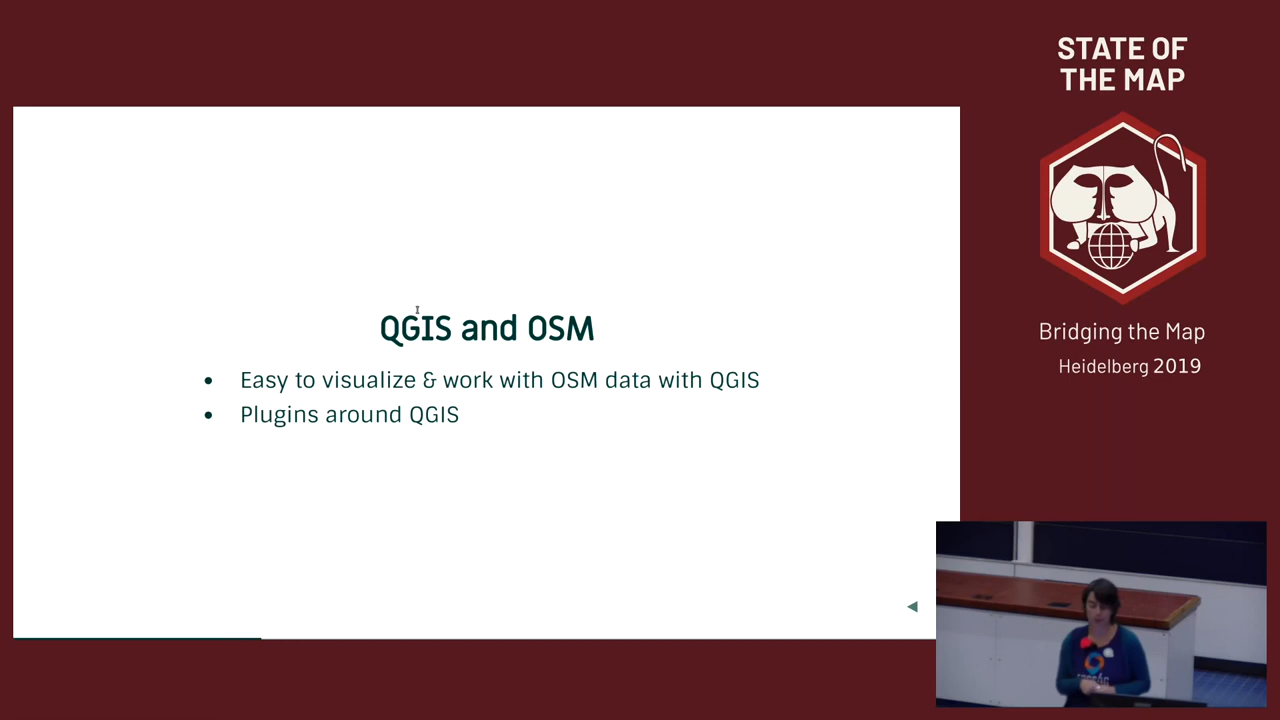 STATE OF
THE MAP
Bridging the Map
Heidelberg 2019
QGIS and OSM
• Easy to visualize & work with OSM data with QGIS
• Plugins around QGIS